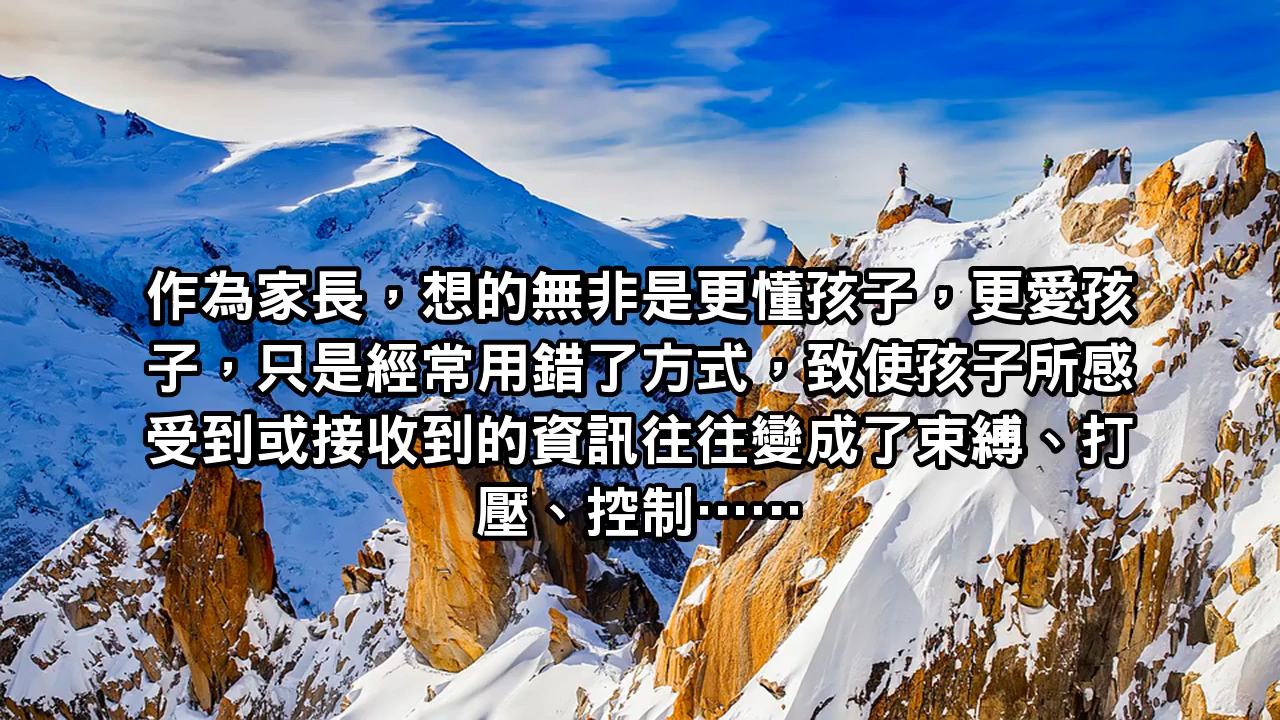 作為家長，想的無非是更懂孩子，更愛孩
子，只是經常用錯了方式，致使孩子所感
受到或接收到的資訊往往變成了束縛、打
壓、控制……